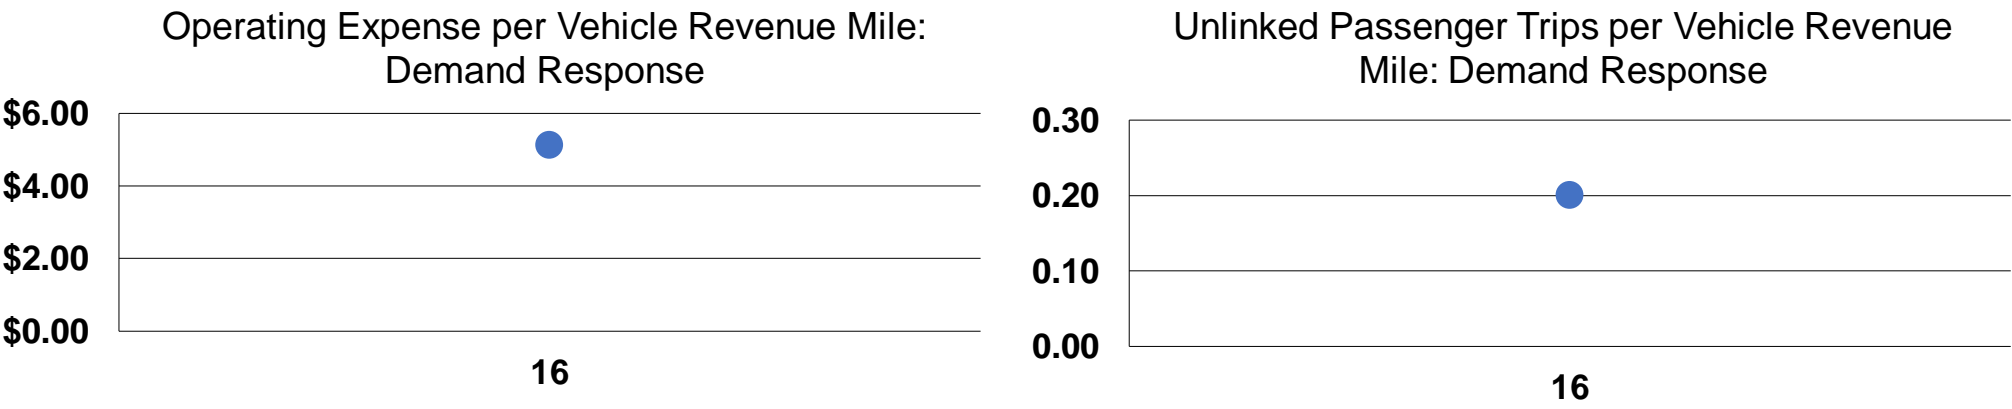 Operating Expense per Vehicle Revenue Mile:
Demand Response
$6.00
$4.00
$2.00
$0.00
16
Unlinked Passenger Trips per Vehicle Revenue
Mile: Demand Response
0.30
0.20
0.10
0.00
16